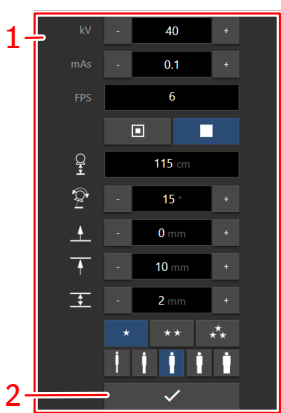 1
kV - 40 +
mAs - 0.1 +
FPS 6
115 cm
- 15 ° +
- 0 mm +
- 10 mm +
- 2 mm +
2